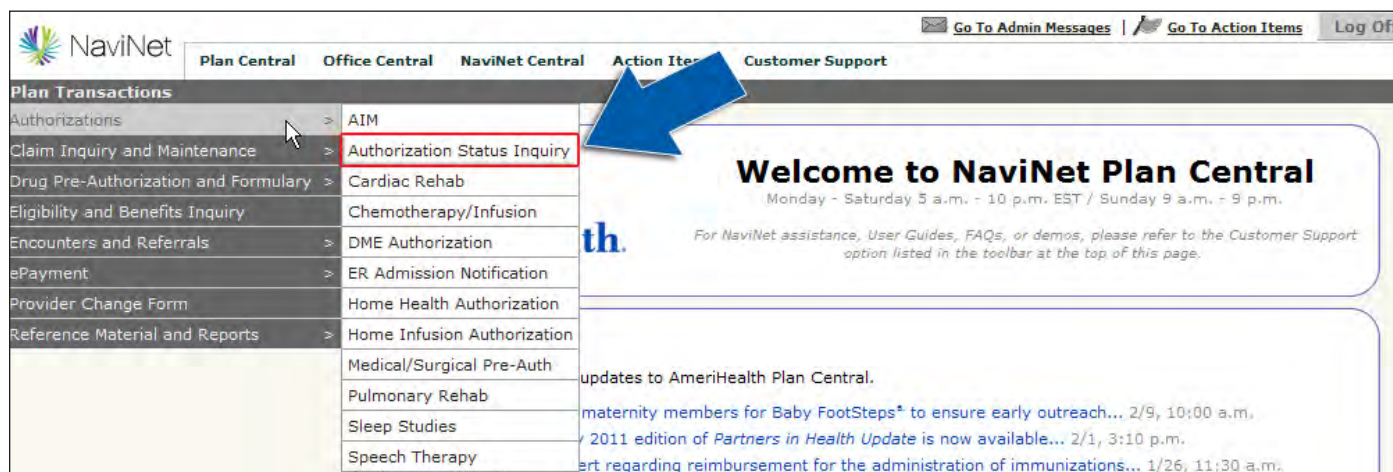 Go To Admin Messages | Go To Action Items Log Of
NaviNet
Plan Central Office Central NaviNet Central Action Customer Support
Plan Transactions
Authorizations >
Claim Inquiry and Maintenance >
Drug Pre-Authorization and Formulary >
Eligibility and Benefits Inquiry
Encounters and Referrals >
ePayment >
Provider Change Form
Reference Material and Reports >
AIM
Authorization Status Inquiry
Cardiac Rehab
Chemotherapy/Infusion
DME Authorization
ER Admission Notification
Home Health Authorization
Home Infusion Authorization
Medical/Surgical Pre-Auth
Pulmonary Rehab
Sleep Studies
Speech Therapy
th.
Welcome to NaviNet Plan Central
Monday - Saturday 5 a.m. - 10 p.m. EST / Sunday 9 a.m. - 9 p.m.
For NaviNet assistance, User Guides, FAQs, or demos, please refer to the Customer Support
option listed in the toolbar at the top of this page.
updates to AmeriHealth Plan Central.
maternity members for Baby FootSteps® to ensure early outreach... 2/9, 10:00 a.m.
2011 edition of Partners in Health Update is now available... 2/1, 3:10 p.m.
ert regarding reimbursement for the administration of immunizations... 1/26, 11:30 a.m.